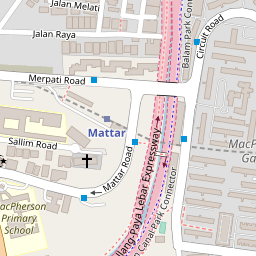 Jalan Melati
Jalan Raya
Balam Park Connector
Circuit Road
Merpati Road
Mattar
Sallim Road
Mattar Road
lang-Paya Lebar Expressway
Canal Park Connector
MacPherson
Primary
School
MacP
Ga